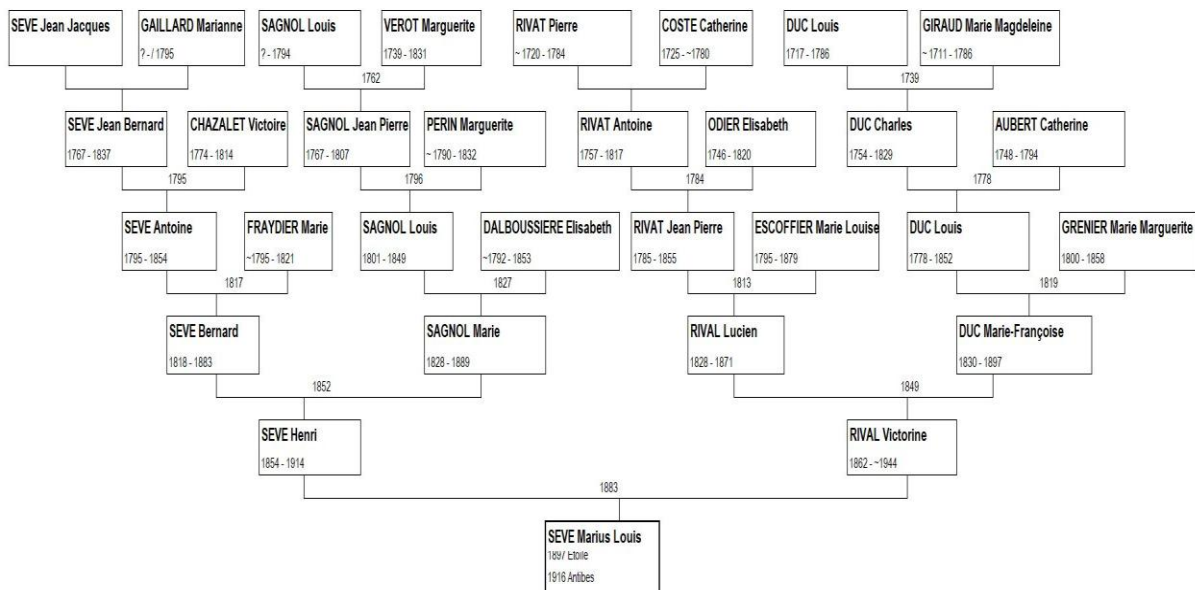 SEVE Jean Jacques
GAILLARD Marianne
? - / 1795
SAGNOL Louis
? - 1794
VEROT Marguerite
1739 - 1831
RIVAT Pierre
~ 1720 - 1784
COSTE Catherine
1725 - ~1780
DUC Louis
1717 - 1786
GIRAUD Marie Magdeleine
~ 1711 - 1786
1762
1739
SEVE Jean Bernard
1767 - 1837
CHAZALET Victoire
1774 - 1814
SAGNOL Jean Pierre
1767 - 1807
PERIN Marguerite
~ 1790 - 1832
RIVAT Antoine
1757 - 1817
ODIER Elisabeth
1746 - 1820
DUC Charles
1754 - 1829
AUBERT Catherine
1748 - 1794
1795
1796
1784
1778
SEVE Antoine
1795 - 1854
FRAYDIER Marie
~1795 - 1821
SAGNOL Louis
1801 - 1849
DALBOUSSIERE Elisabeth
~1792 - 1853
RIVAT Jean Pierre
1785 - 1855
ESCOFFIER Marie Louise
1795 - 1879
DUC Louis
1778 - 1852
GRENIER Marie Marguerite
1800 - 1858
1817
1827
1813
1819
SEVE Bernard
1818 - 1883
SAGNOL Marie
1828 - 1889
RIVAL Lucien
1828 - 1871
DUC Marie-Françoise
1830 - 1897
1852
1849
SEVE Henri
1854 - 1914
RIVAL Victorine
1862 - ~1944
1883
SEVE Marius Louis
1897 Etoile
1916 Antibes